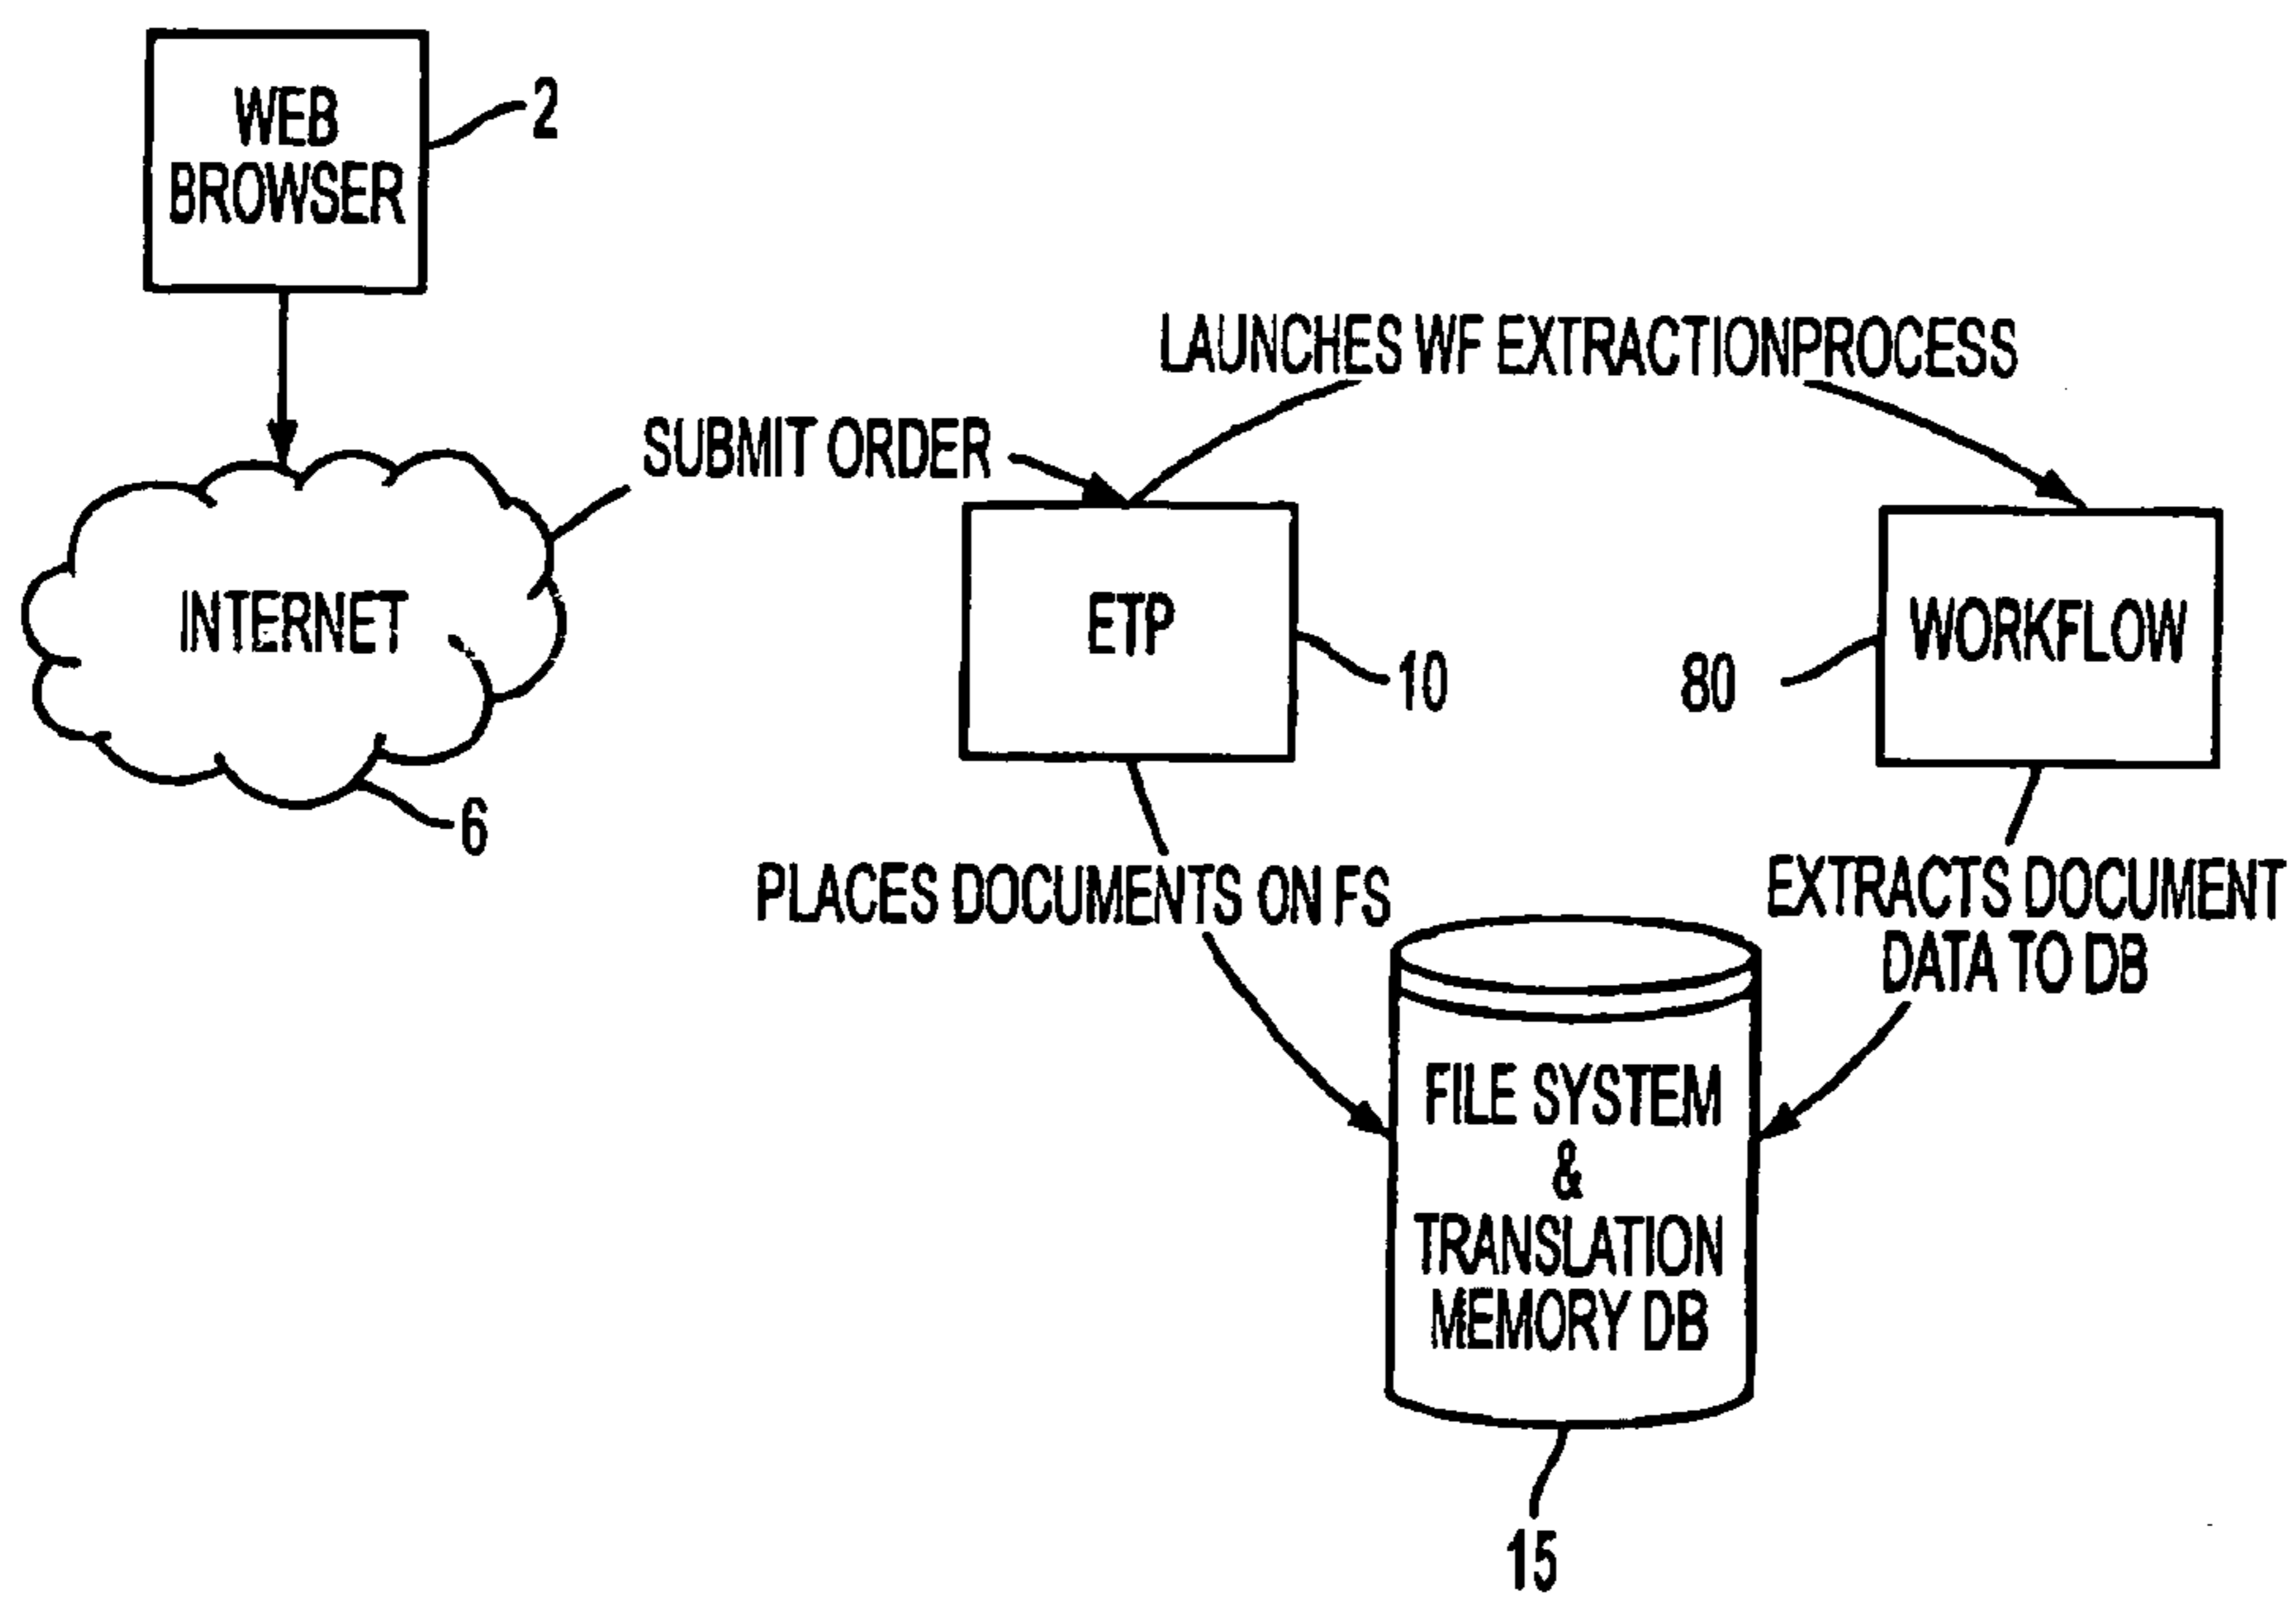 WEB
BROWSER
2
LAUNCHES WF EXTRACTIONPROCESS
SUBMIT ORDER
INTERNET
ETP
WORKFLOW
10
80
6
PLACES DOCUMENTS ON FS
EXTRACTS DOCUMENT
DATA TO DB
FILE SYSTEM
&
TRANSLATION
MEMORY DB
15